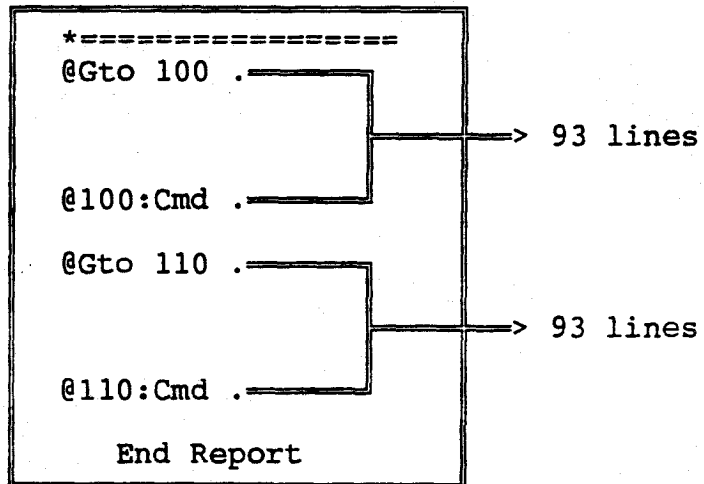 *=================
@Gto 100 .
> 93 lines
@100:Cmd .
@Gto 110 .
> 93 lines
@110:Cmd .
End Report